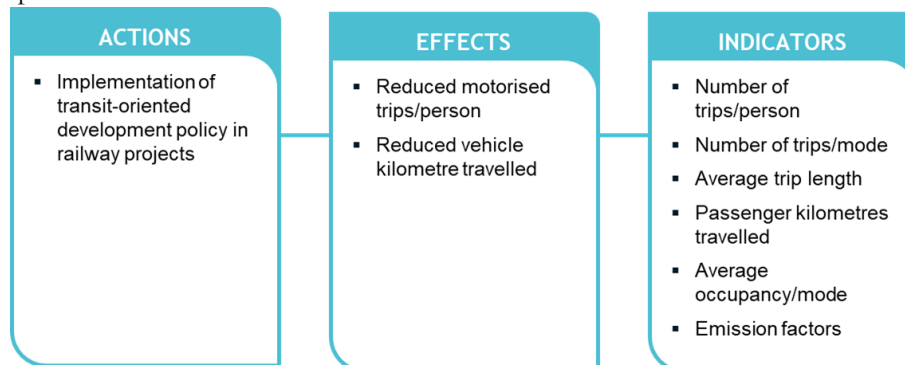 ACTIONS
▪ Implementation of
transit-oriented
development policy in
railway projects
EFFECTS
▪ Reduced motorised
trips/person
▪ Reduced vehicle
kilometre travelled
INDICATORS
▪ Number of
trips/person
▪ Number of trips/mode
▪ Average trip length
▪ Passenger kilometres
travelled
▪ Average
occupancy/mode
▪ Emission factors